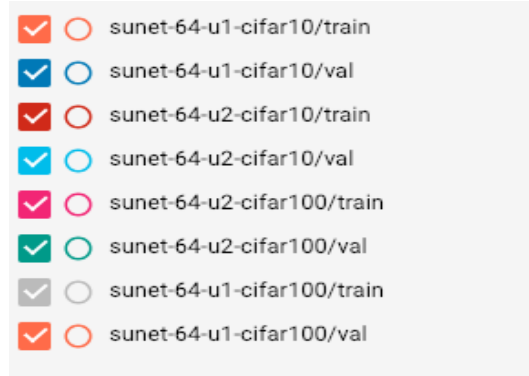 sunet-64-u1-cifar10/train
sunet-64-u1-cifar10/val
sunet-64-u2-cifar10/train
sunet-64-u2-cifar10/val
sunet-64-u2-cifar100/train
sunet-64-u2-cifar100/val
sunet-64-u1-cifar100/train
sunet-64-u1-cifar100/val